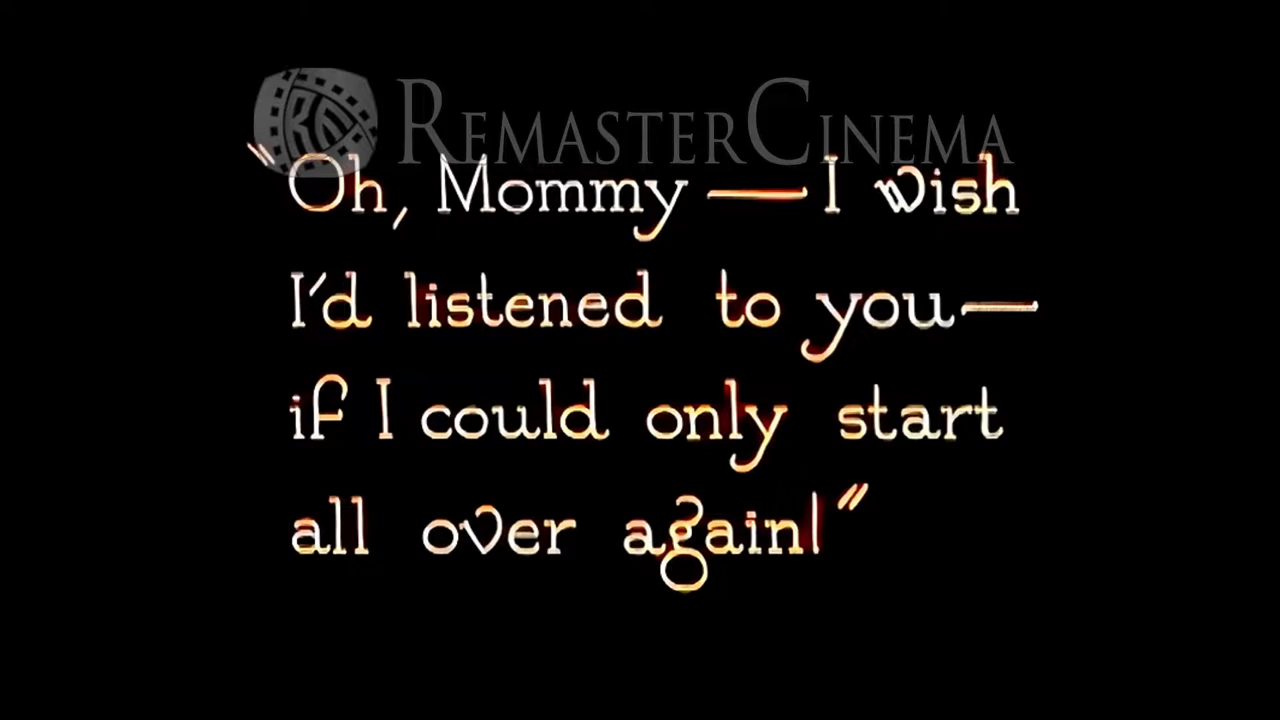 REMASTERCINEMA
"Oh, Mommy — I wish
I'd listened to you —
if I could only start
all over again!"